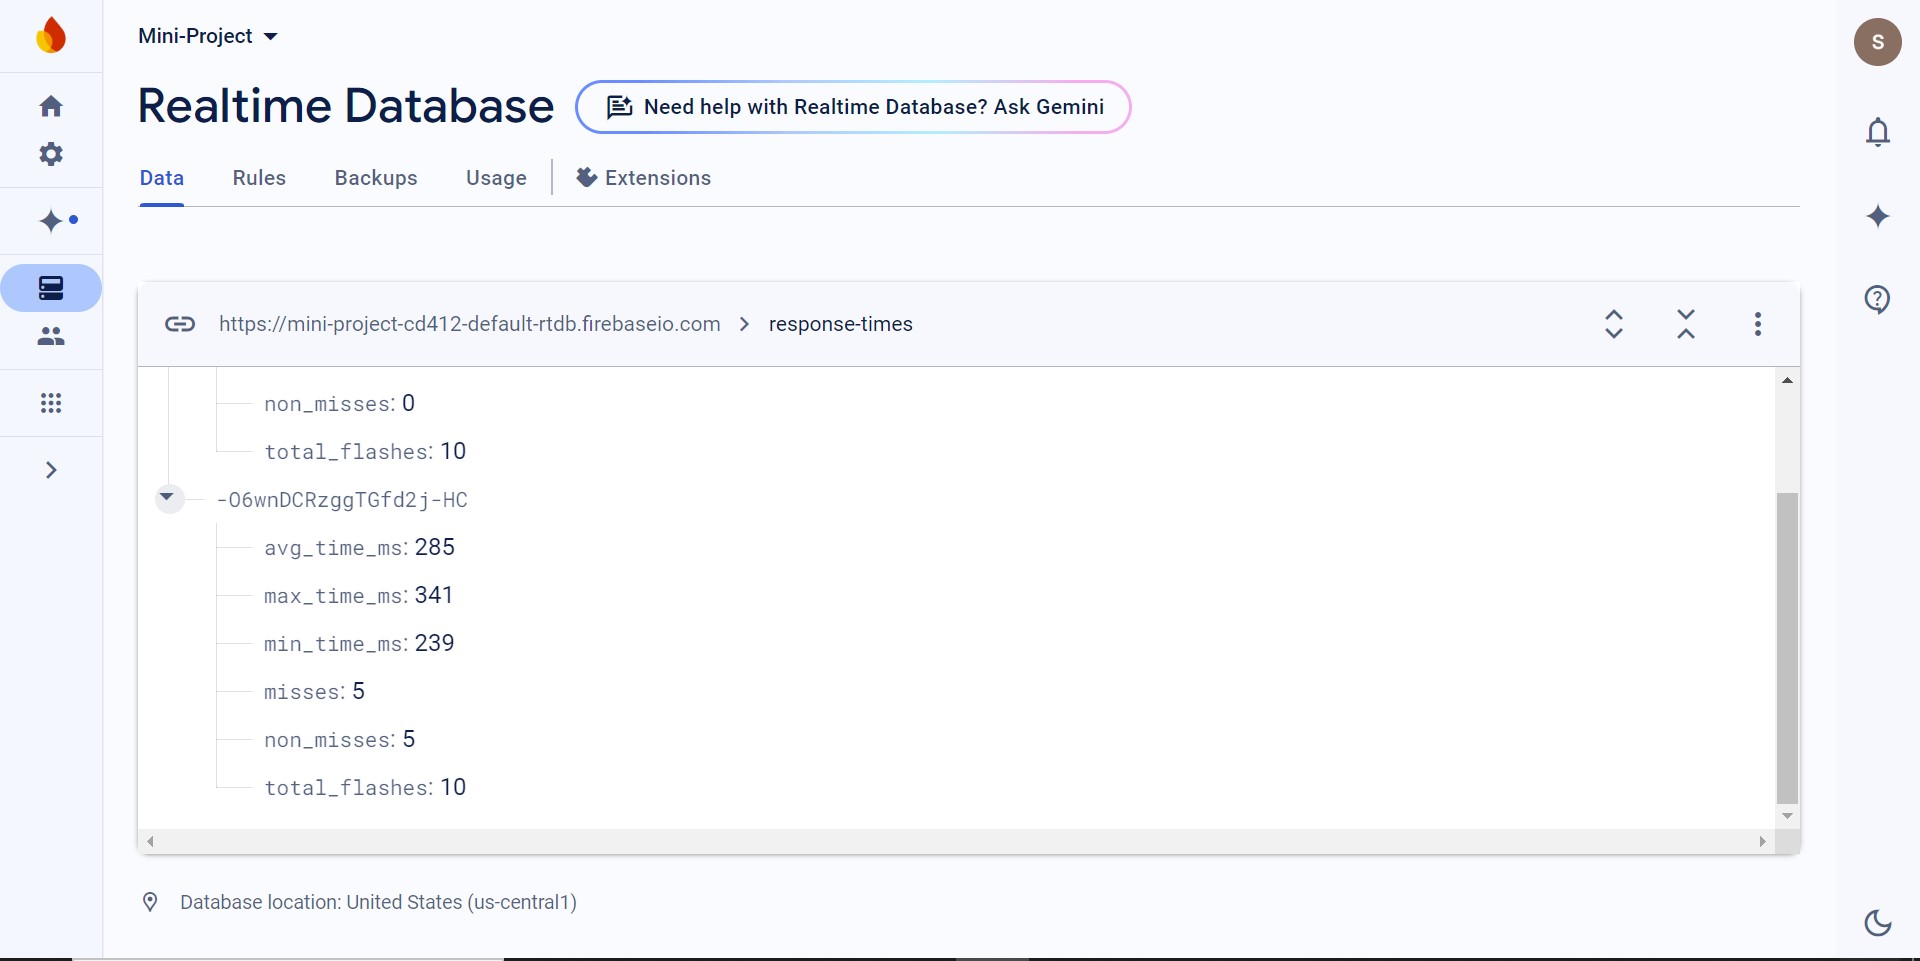 Mini-Project
S
Realtime Database
Need help with Realtime Database? Ask Gemini
Data Rules Backups Usage Extensions
https://mini-project-cd412-default-rtdb.firebaseio.com > response-times
non_misses: 0
total_flashes: 10
-O6wnDCRzggTGfd2j-HC
avg_time_ms: 285
max_time_ms: 341
min_time_ms: 239
misses: 5
non_misses: 5
total_flashes: 10
Database location: United States (us-central1)